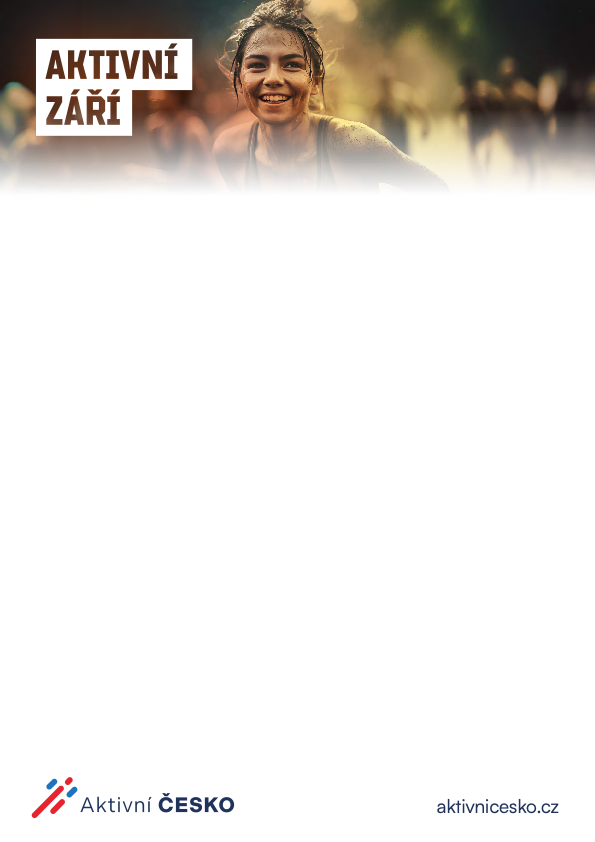 AKTIVNÍ
ZÁŘÍ
Aktivní ČESKO
aktivnicesko.cz